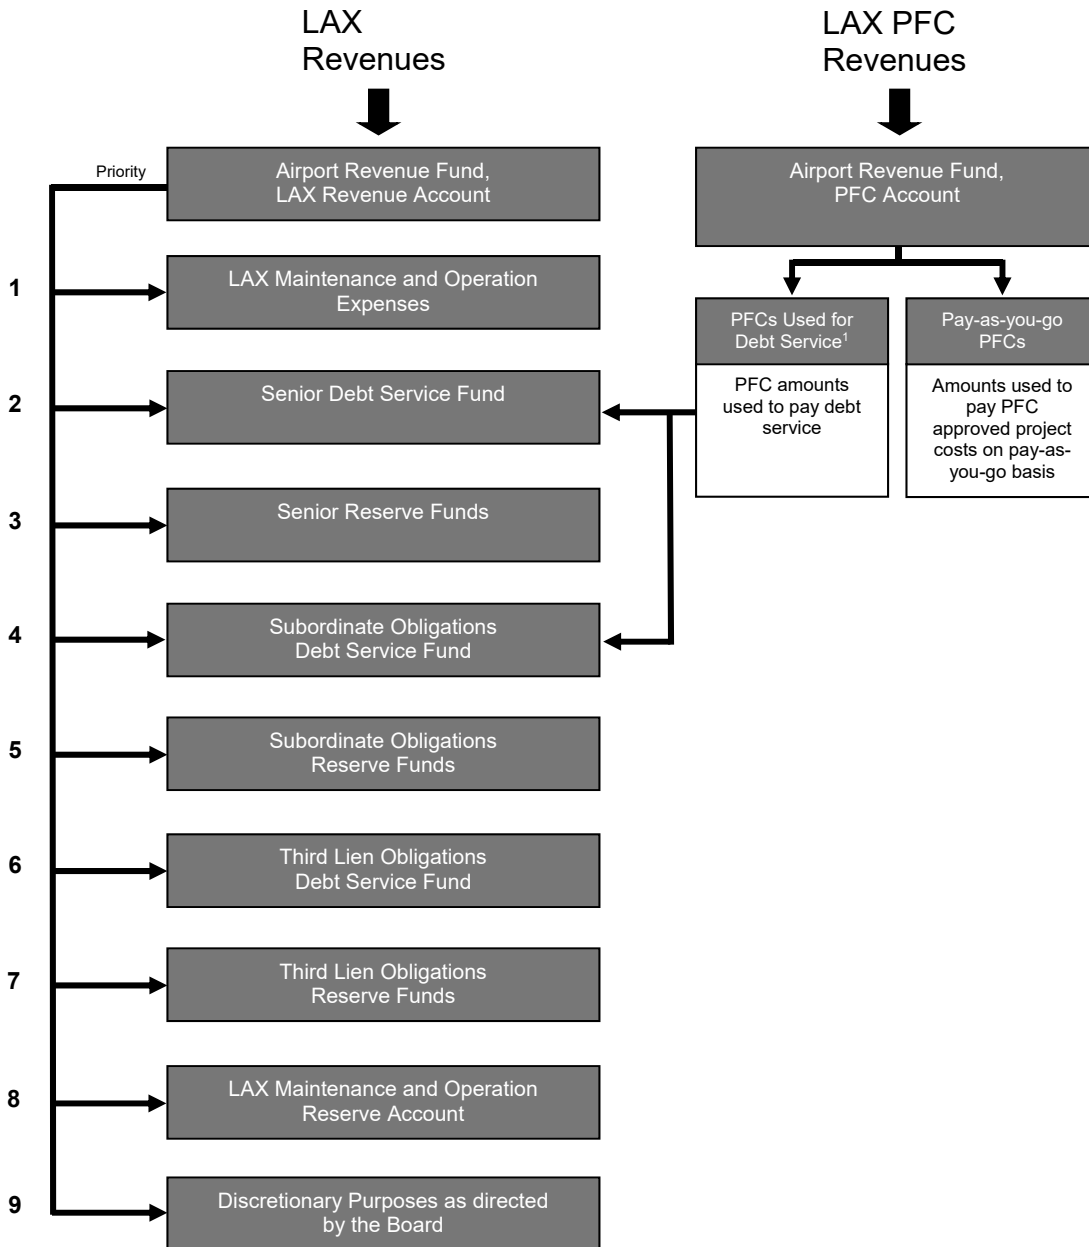 LAX
Revenues
LAX PFC
Revenues
Priority
Airport Revenue Fund,
LAX Revenue Account
Airport Revenue Fund,
PFC Account
1
LAX Maintenance and Operation
Expenses
PFCs Used for
Debt Service¹
PFC amounts
used to pay debt
service
Pay-as-you-go
PFCs
Amounts used to
pay PFC
approved project
costs on pay-as-
you-go basis
2
Senior Debt Service Fund
3
Senior Reserve Funds
4
Subordinate Obligations
Debt Service Fund
5
Subordinate Obligations
Reserve Funds
6
Third Lien Obligations
Debt Service Fund
7
Third Lien Obligations
Reserve Funds
8
LAX Maintenance and Operation
Reserve Account
9
Discretionary Purposes as directed
by the Board